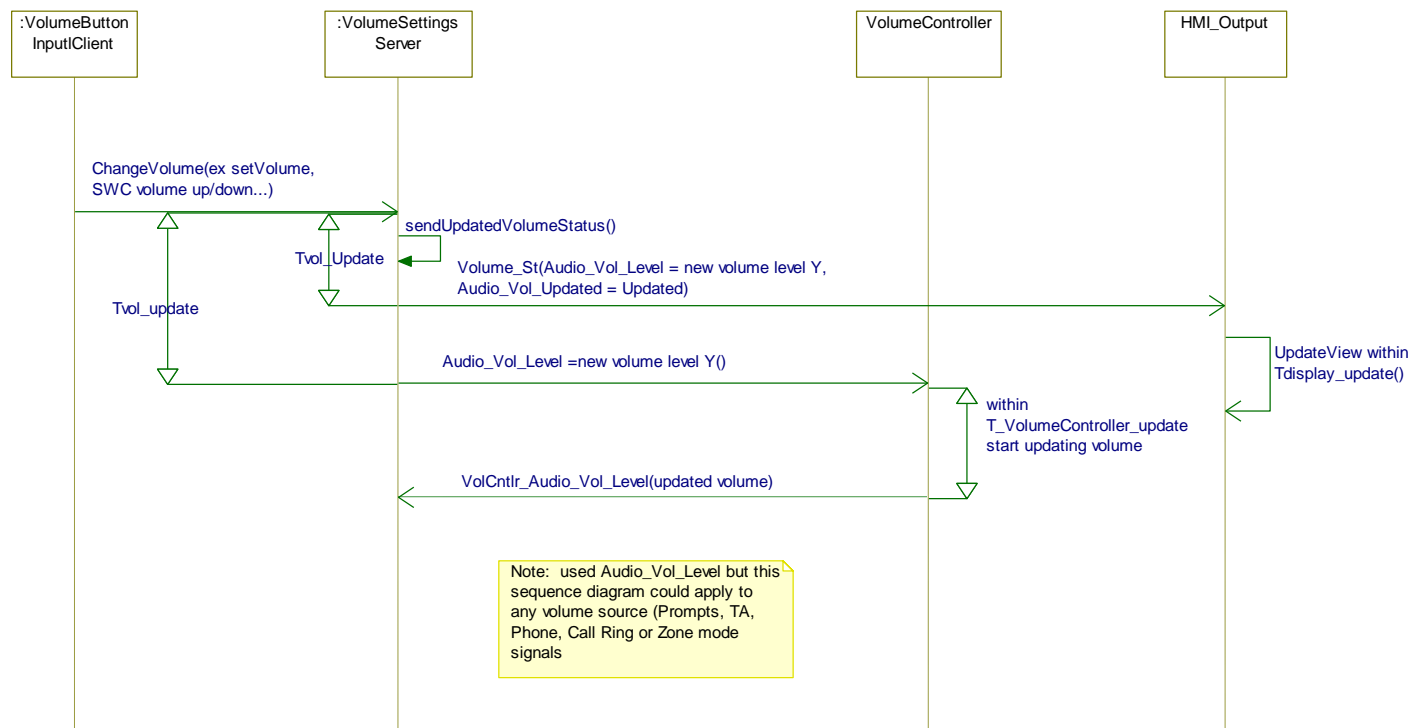 :VolumeButton
InputIClient
:VolumeSettings
Server
VolumeController
HMI_Output
ChangeVolume(ex setVolume,
SWC volume up/down...)
sendUpdatedVolumeStatus()
Tvol_Update
Volume_St(Audio_Vol_Level = new volume level Y,
Audio_Vol_Updated = Updated)
Tvol_update
Audio_Vol_Level =new volume level Y()
UpdateView within
Tdisplay_update()
within
T_VolumeController_update
start updating volume
VolCntlr_Audio_Vol_Level(updated volume)
Note:  used Audio_Vol_Level but this
sequence diagram could apply to
any volume source (Prompts, TA,
Phone, Call Ring or Zone mode
signals